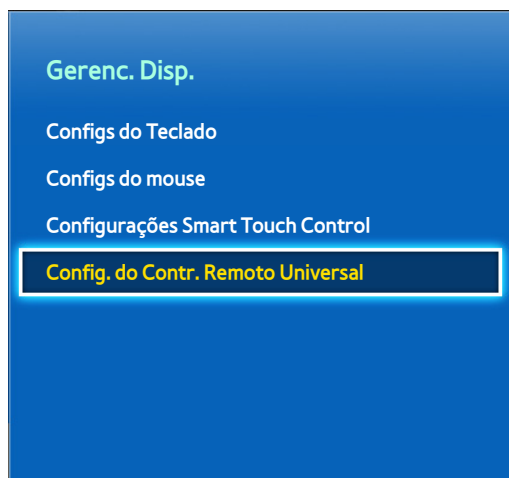 Gerenc. Disp.
Configs do Teclado
Configs do mouse
Configurações Smart Touch Control
Config. do Contr. Remoto Universal